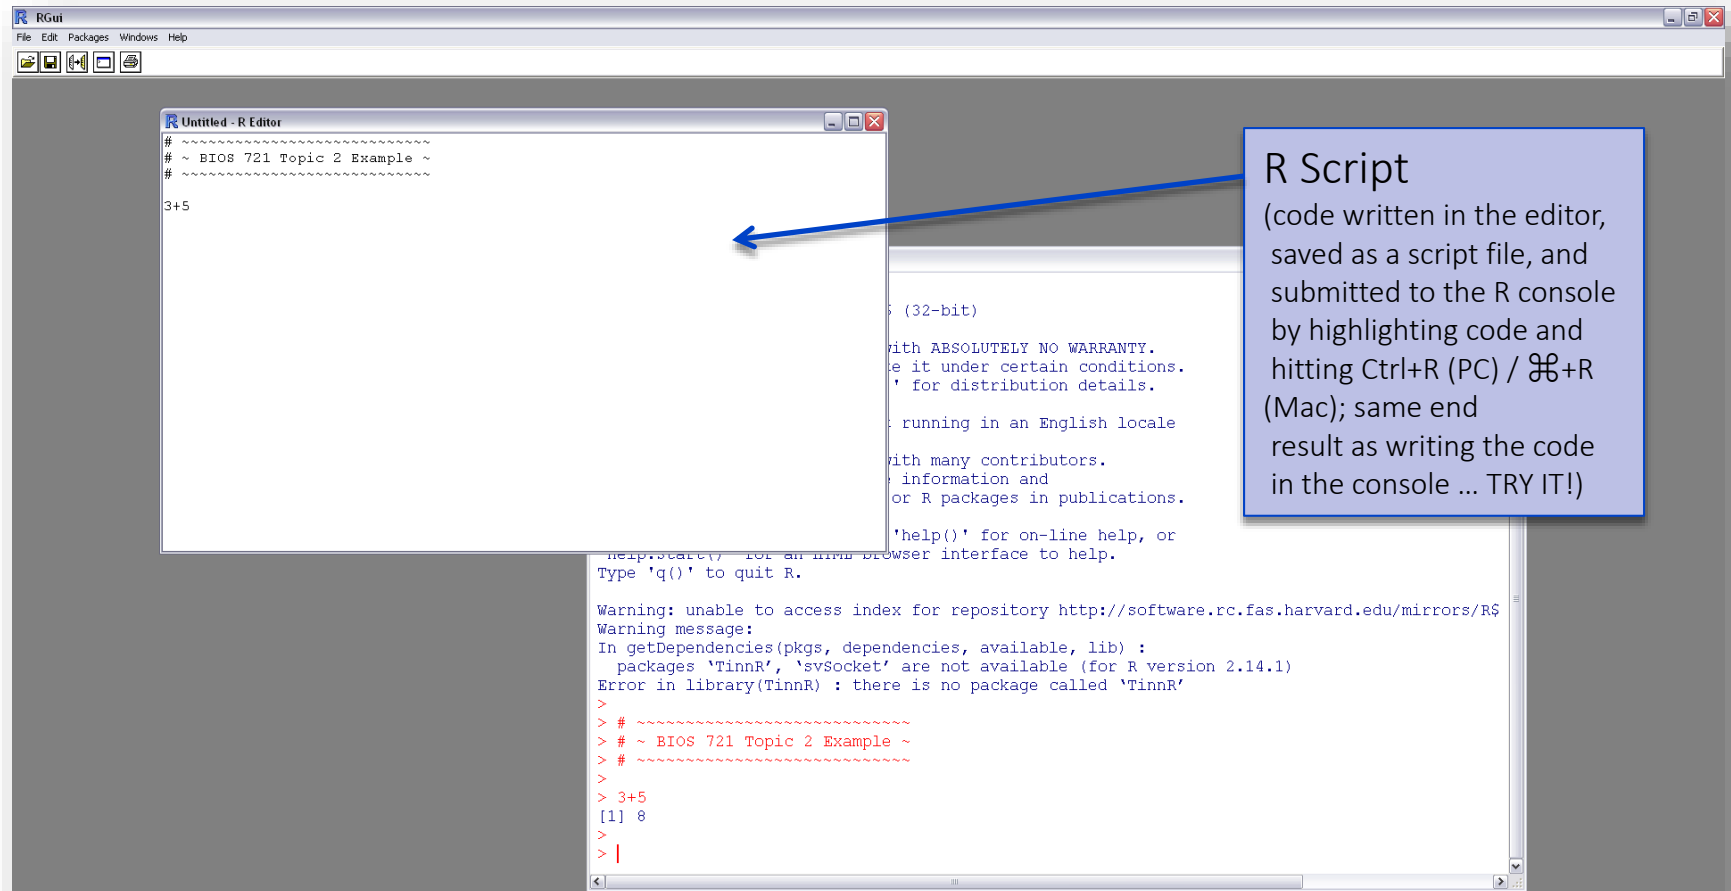 RGui
File Edit Packages Windows Help
Untitled - R Editor
# ~~~~~~~~~~~~~~~~~~~~~~~~~~~~
# ~ BIOS 721 Topic 2 Example ~
# ~~~~~~~~~~~~~~~~~~~~~~~~~~~~
3+5
R Script
(code written in the editor,
saved as a script file, and
submitted to the R console
by highlighting code and
hitting Ctrl+R (PC) / ⌘+R
(Mac); same end
result as writing the code
in the console … TRY IT!)
(32-bit)
with ABSOLUTELY NO WARRANTY.
it under certain conditions.
' for distribution details.
running in an English locale
with many contributors.
information and
or R packages in publications.
'help()' for on-line help, or
browser interface to help.
Type 'q()' to quit R.
Warning: unable to access index for repository http://software.rc.fas.harvard.edu/mirrors/R$
Warning message:
In getDependencies(pkgs, dependencies, available, lib) :
packages ‘TinnR’, ‘svSocket’ are not available (for R version 2.14.1)
Error in library(TinnR) : there is no package called ‘TinnR’
>
> # ~~~~~~~~~~~~~~~~~~~~~~~~~~~~
> # ~ BIOS 721 Topic 2 Example ~
> # ~~~~~~~~~~~~~~~~~~~~~~~~~~~~
>
> 3+5
[1] 8
>
>